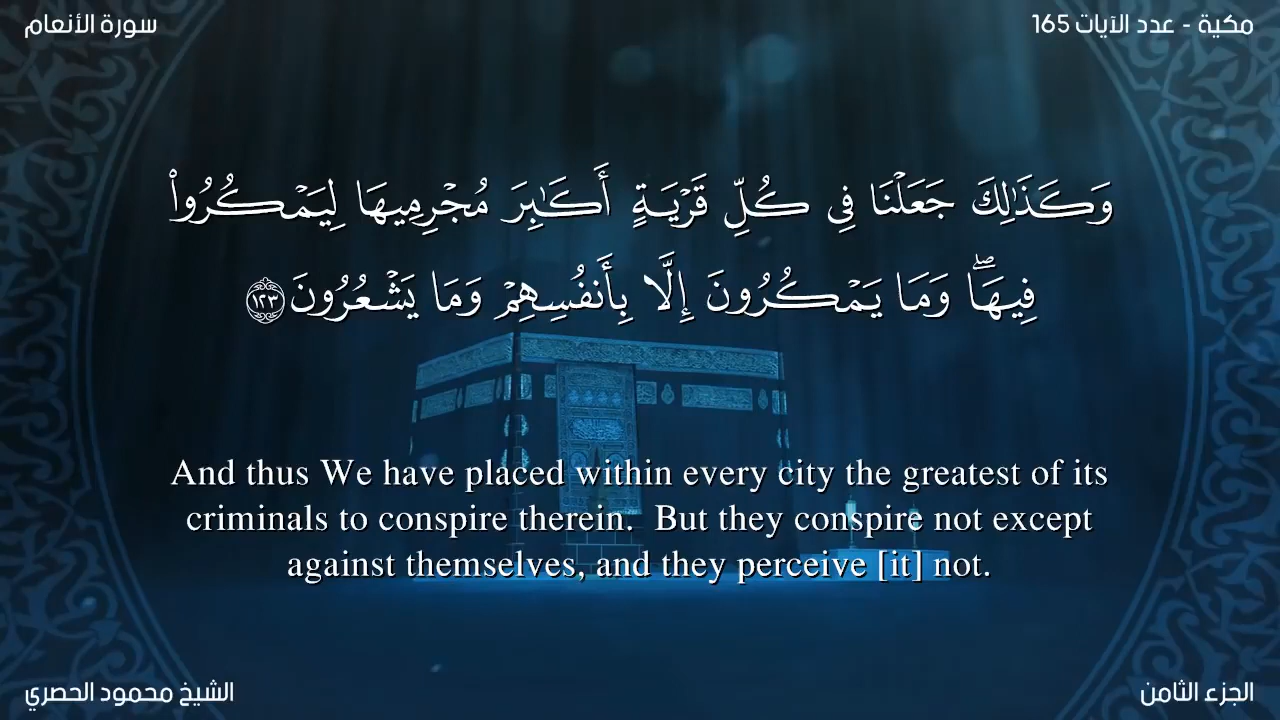 سورة الأنعام
مكية - عدد الآيات 165
وَكَذَٰلِكَ جَعَلْنَا فِى كُلِّ قَرْيَةٍ أَكَٰبِرَ مُجْرِمِيهَا لِيَمْكُرُوا۟
فِيهَا ۖ وَمَا يَمْكُرُونَ إِلَّا بِأَنفُسِهِمْ وَمَا يَشْعُرُونَ ١٢٣
And thus We have placed within every city the greatest of its
criminals to conspire therein.  But they conspire not except
against themselves, and they perceive [it] not.
الشيخ محمود الحصري
الجزء الثامن